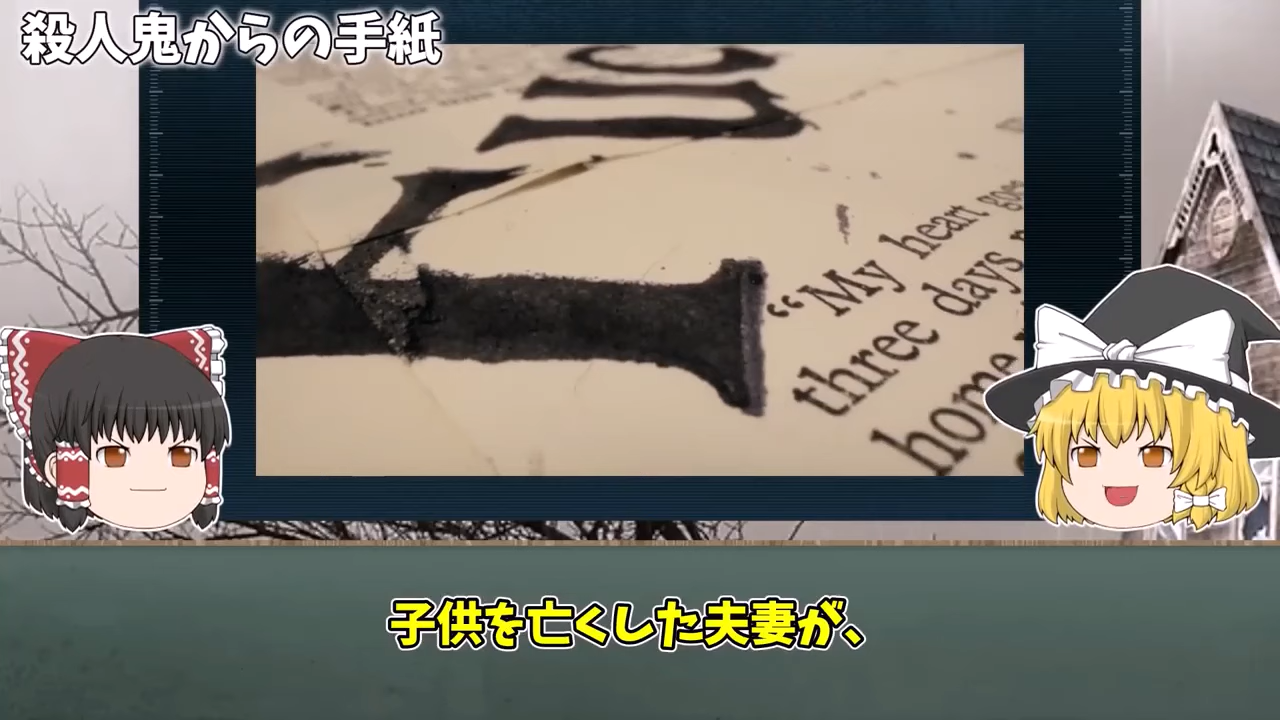 殺人鬼からの手紙
“My heart goes
three days
home
子供を亡くした夫妻が、